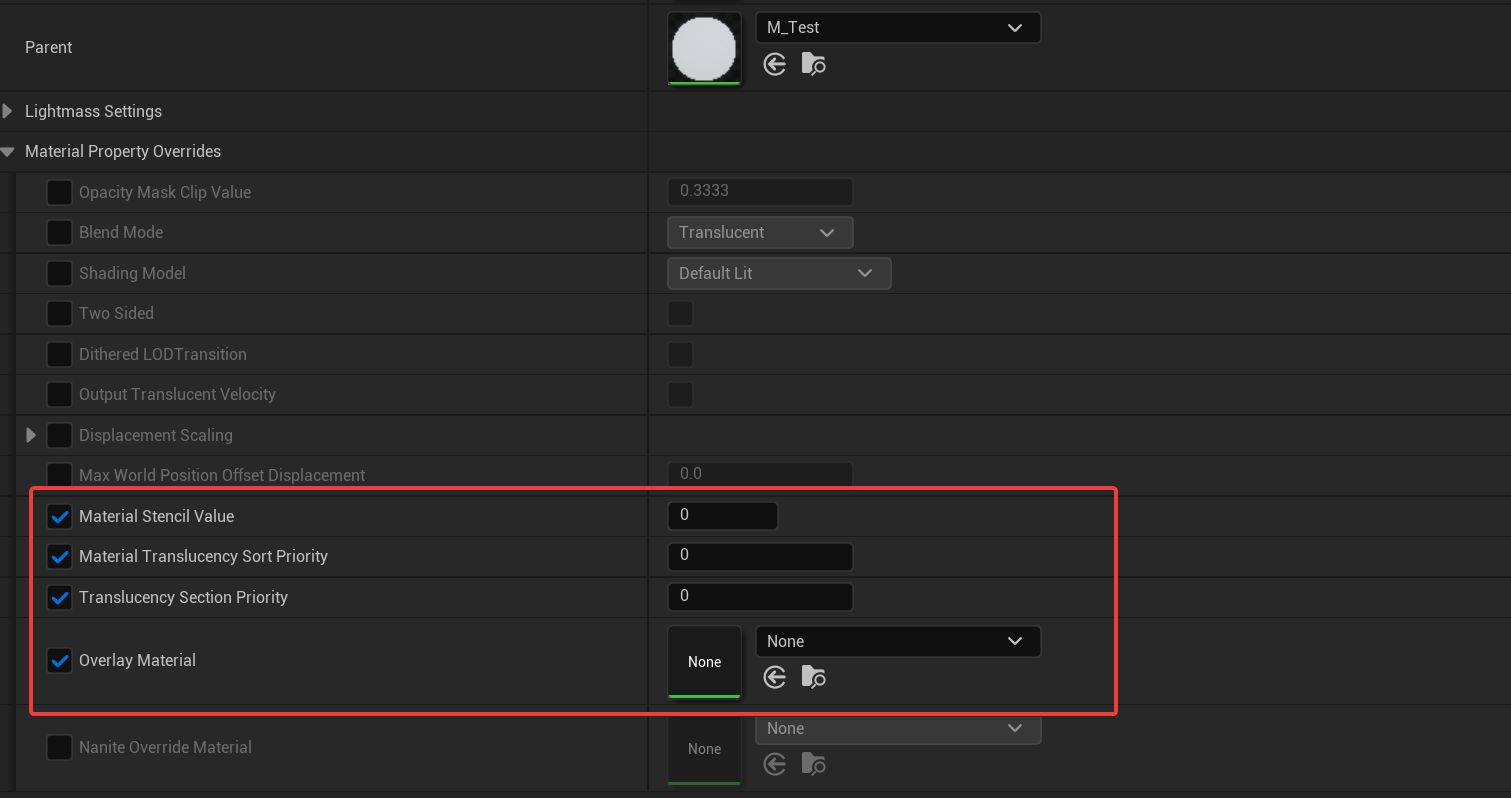 Parent
M_Test
Lightmass Settings
Material Property Overrides
Opacity Mask Clip Value
0.3333
Blend Mode
Translucent
Shading Model
Default Lit
Two Sided
Dithered LODTransition
Output Translucent Velocity
Displacement Scaling
Max World Position Offset Displacement
0.0
Material Stencil Value
0
Material Translucency Sort Priority
0
Translucency Section Priority
0
Overlay Material
None
None
Nanite Override Material
None
None